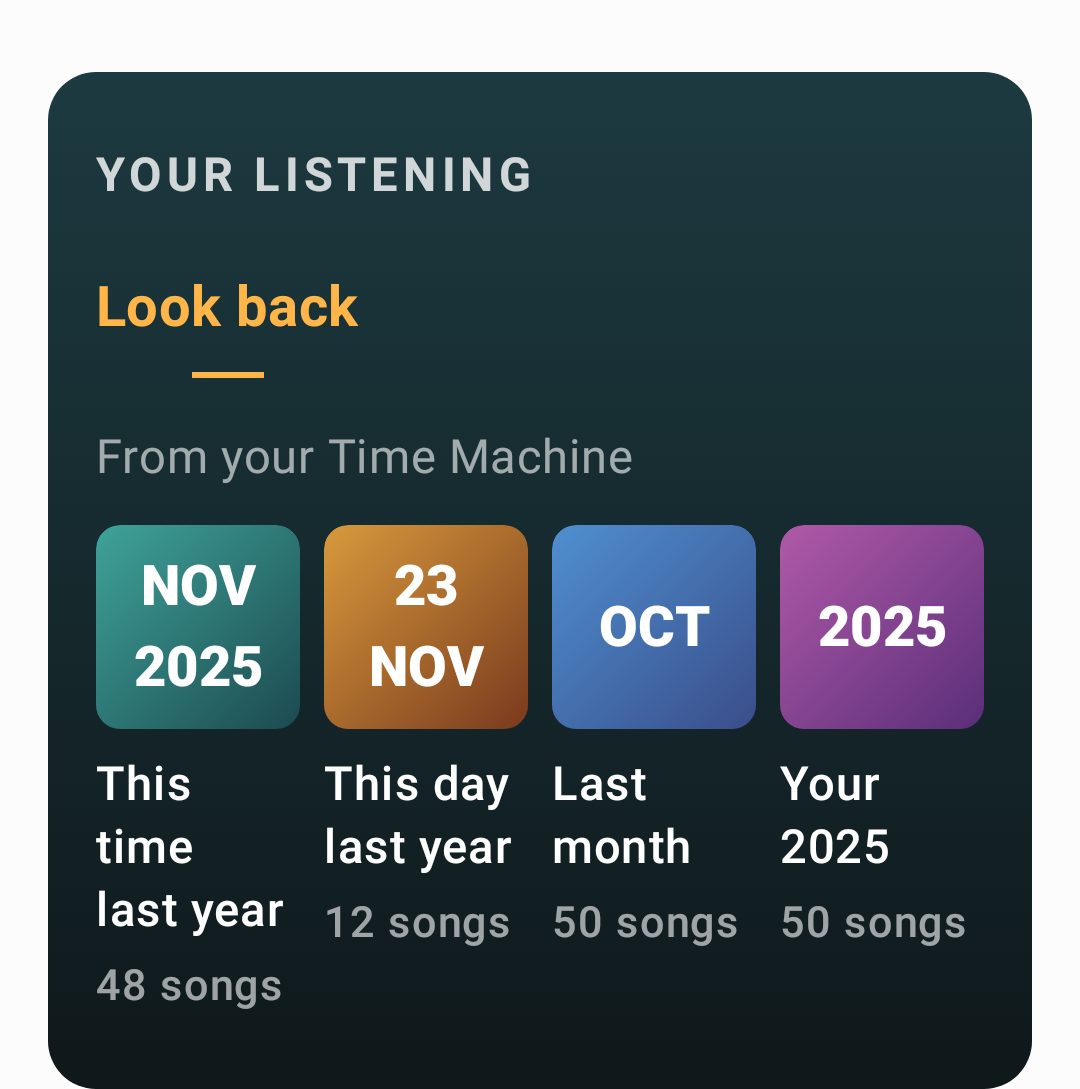 YOUR LISTENING
Look back
From your Time Machine
NOV
2025
This
time
last year
48 songs
23
NOV
This day
last year
12 songs
OCT
Last
month
50 songs
2025
Your
2025
50 songs